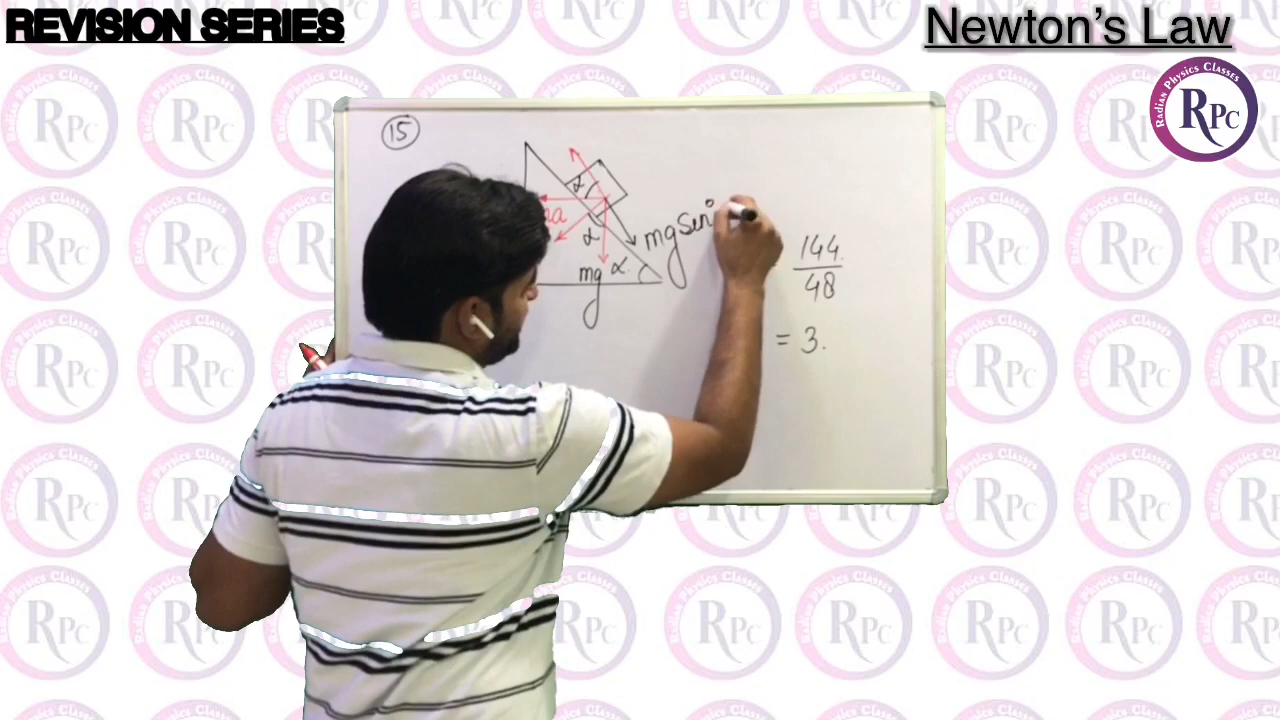 REVISION SERIES
Newton's Law
Radian Physics Classes
RPC
15
α
ma
α
mg
α
mg sin
144
48
= 3.